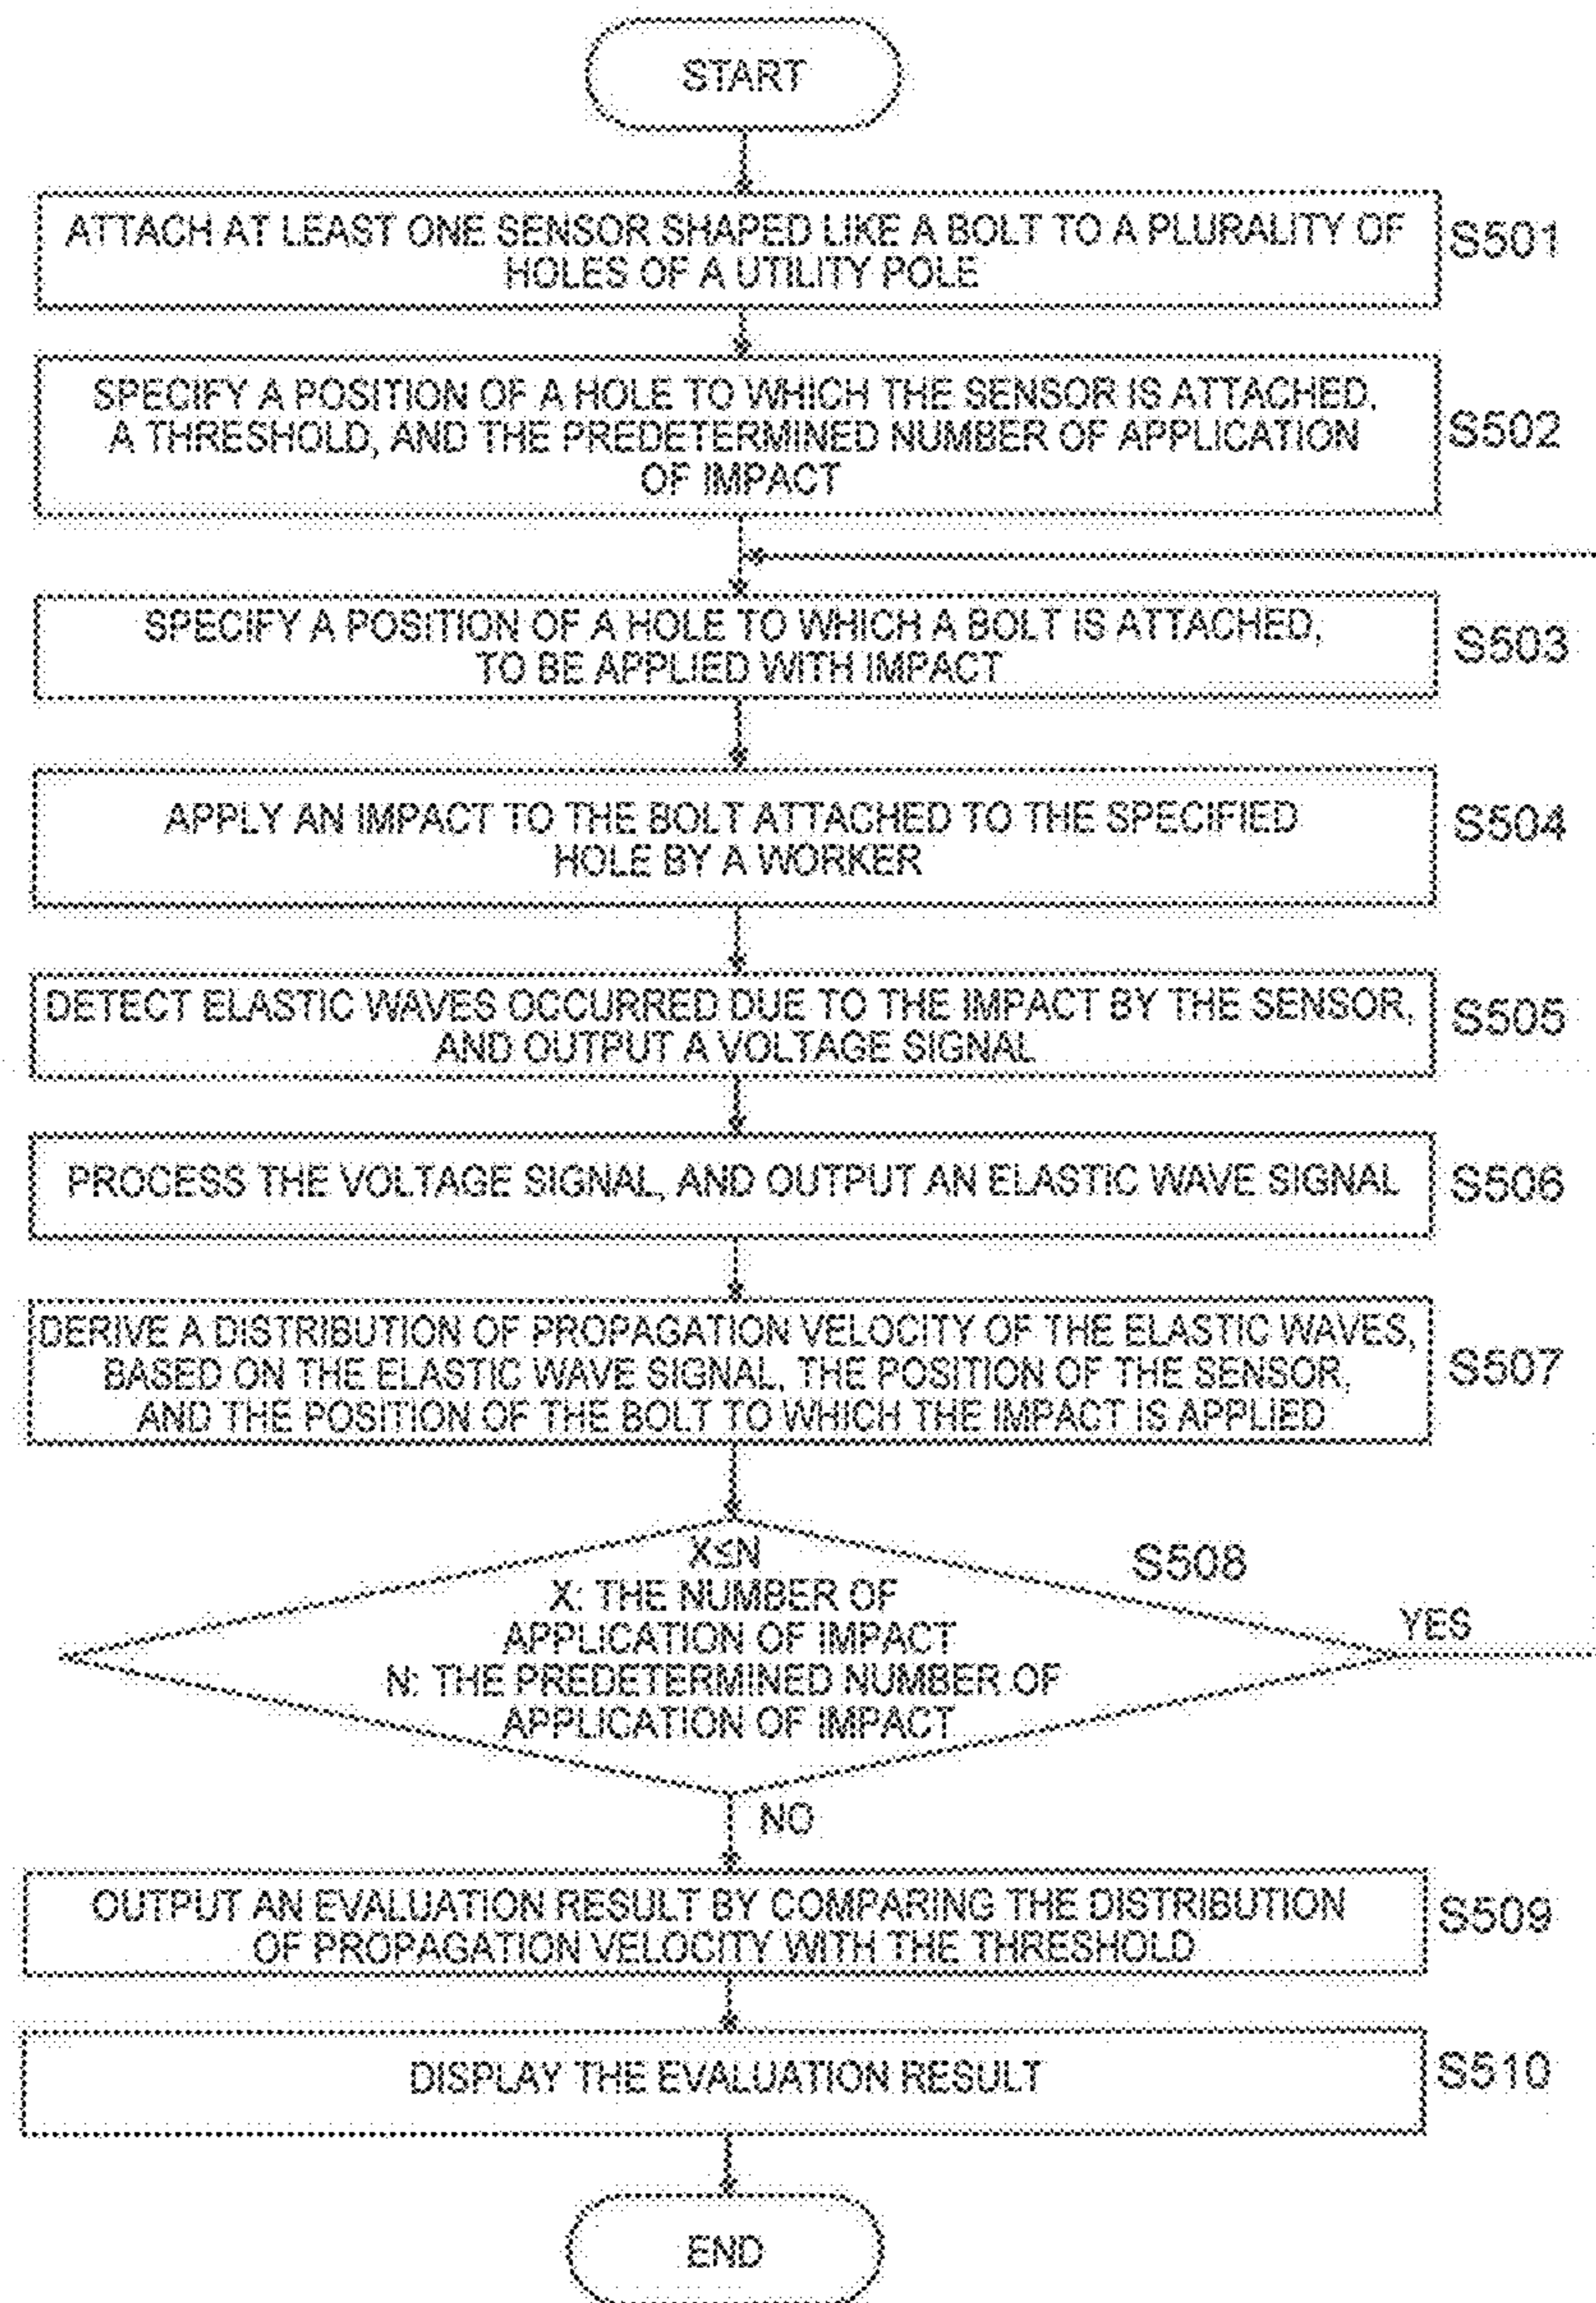 START
ATTACH AT LEAST ONE SENSOR SHAPED LIKE A BOLT TO A PLURALITY OF
HOLES OF A UTILITY POLE
S501
SPECIFY A POSITION OF A HOLE TO WHICH THE SENSOR IS ATTACHED,
A THRESHOLD, AND THE PREDETERMINED NUMBER OF APPLICATION
OF IMPACT
S502
SPECIFY A POSITION OF A HOLE TO WHICH A BOLT IS ATTACHED,
TO BE APPLIED WITH IMPACT
S503
APPLY AN IMPACT TO THE BOLT ATTACHED TO THE SPECIFIED
HOLE BY A WORKER
S504
DETECT ELASTIC WAVES OCCURRED DUE TO THE IMPACT BY THE SENSOR,
AND OUTPUT A VOLTAGE SIGNAL
S505
PROCESS THE VOLTAGE SIGNAL, AND OUTPUT AN ELASTIC WAVE SIGNAL
S506
DERIVE A DISTRIBUTION OF PROPAGATION VELOCITY OF THE ELASTIC WAVES,
BASED ON THE ELASTIC WAVE SIGNAL, THE POSITION OF THE SENSOR,
AND THE POSITION OF THE BOLT TO WHICH THE IMPACT IS APPLIED
S507
X≤N
X: THE NUMBER OF
APPLICATION OF IMPACT
N: THE PREDETERMINED NUMBER OF
APPLICATION OF IMPACT
S508
YES
NO
OUTPUT AN EVALUATION RESULT BY COMPARING THE DISTRIBUTION
OF PROPAGATION VELOCITY WITH THE THRESHOLD
S509
DISPLAY THE EVALUATION RESULT
S510
END